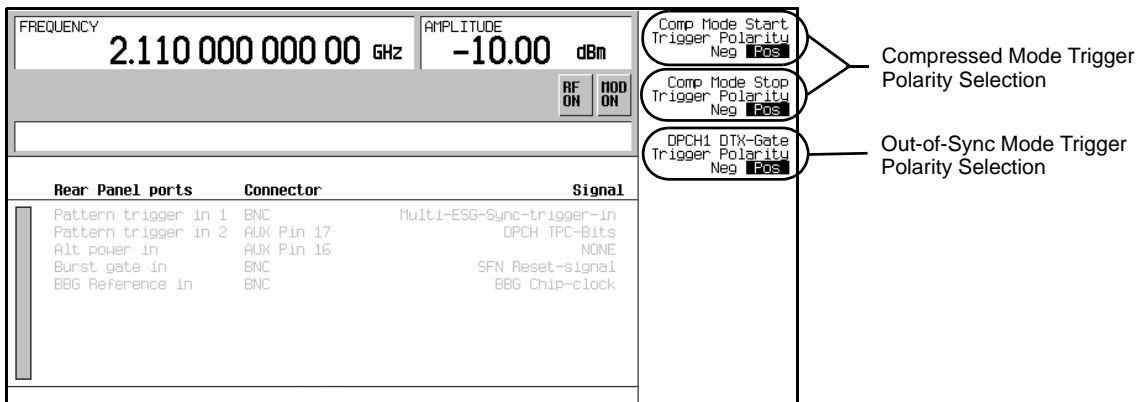 FREQUENCY
2.110 000 000 00 GHz
AMPLITUDE
-10.00 dBm
RF ON
MOD ON
Comp Mode Start
Trigger Polarity
Neg Pos
Comp Mode Stop
Trigger Polarity
Neg Pos
DPCH1 DTX-Gate
Trigger Polarity
Neg Pos
Compressed Mode Trigger
Polarity Selection
Out-of-Sync Mode Trigger
Polarity Selection
Rear Panel ports Connector Signal
Pattern trigger in 1 BNC Multi-ESG-Sync-trigger-in
Pattern trigger in 2 AUX Pin 17 DPCH TPC-Bits
Alt power in AUX Pin 16 NONE
Burst gate in BNC SFN Reset-signal
BBG Reference in BNC BBG Chip-clock